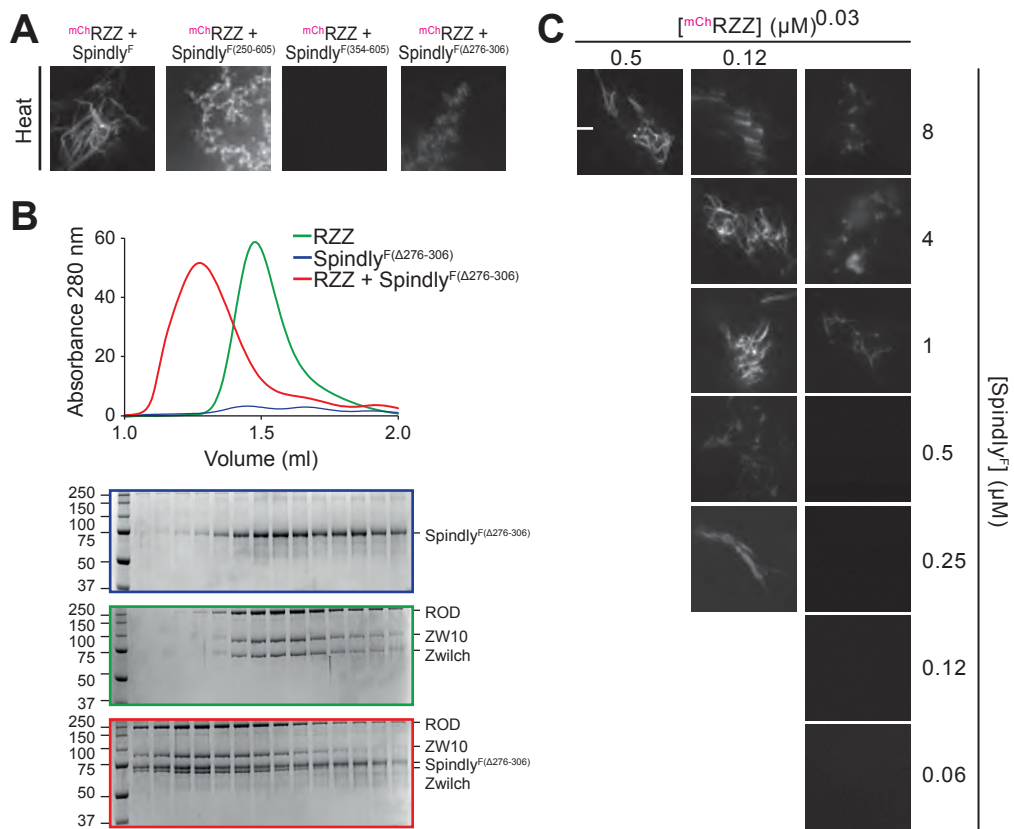 A
mChRZZ +
SpindlyF
mChRZZ +
SpindlyF(250-605)
mChRZZ +
SpindlyF(354-605)
mChRZZ +
SpindlyF(Δ276-306)
Heat
B
Absorbance 280 nm
60
40
20
0
1.0
1.5
2.0
Volume (ml)
RZZ
SpindlyF(Δ276-306)
RZZ + SpindlyF(Δ276-306)
250
150
100
75
50
37
SpindlyF(Δ276-306)
250
150
100
75
50
37
ROD
ZW10
Zwilch
250
150
100
75
50
37
ROD
ZW10
SpindlyF(Δ276-306)
Zwilch
C
[mChRZZ] (μM)0.03
0.5
0.12
8
4
1
0.5
0.25
0.12
0.06
[SpindlyF] (μM)